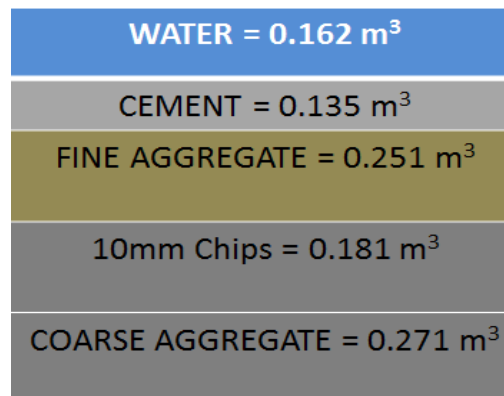 WATER = 0.162 m³
CEMENT = 0.135 m³
FINE AGGREGATE = 0.251 m³
10mm Chips = 0.181 m³
COARSE AGGREGATE = 0.271 m³